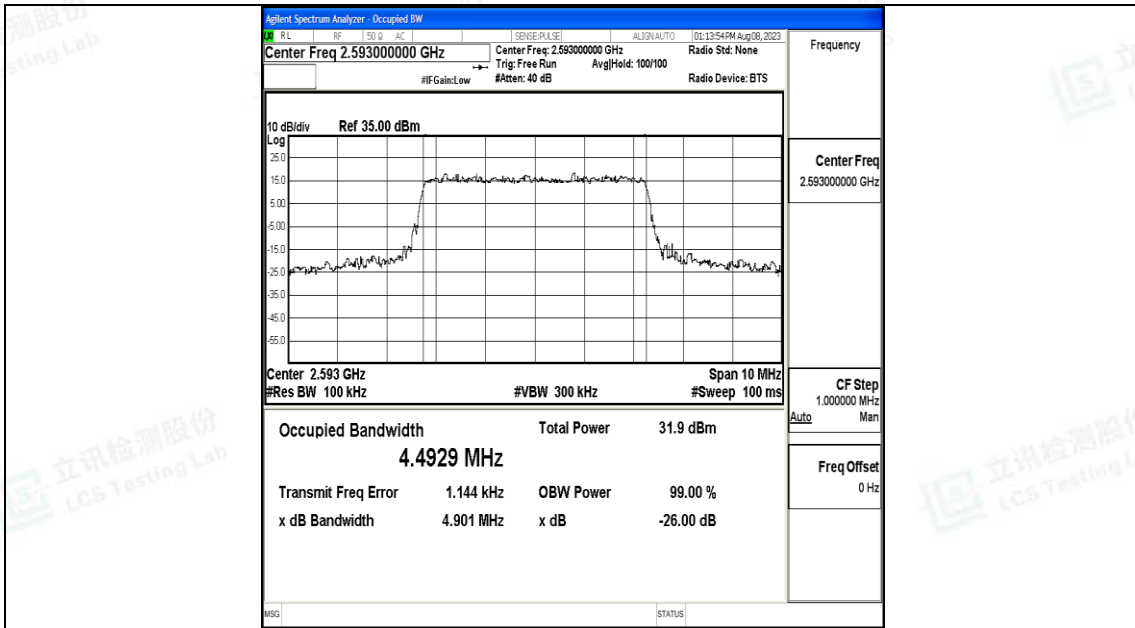 Agilent Spectrum Analyzer - Occupied BW
RL RF 50 Ω AC SENSE:PULSE ALIGN AUTO 01:13:54 PM Aug 08, 2023
Center Freq 2.593000000 GHz
Center Freq: 2.593000000 GHz Radio Std: None
Trig: Free Run Avg|Hold: 100/100
#IFGain:Low #Atten: 40 dB Radio Device: BTS
10 dB/div Ref 35.00 dBm
Log
25.0
15.0
5.00
-5.00
-15.0
-25.0
-35.0
-45.0
-55.0
Center 2.593 GHz Span 10 MHz
#Res BW 100 kHz #VBW 300 kHz #Sweep 100 ms
Occupied Bandwidth Total Power 31.9 dBm
4.4929 MHz
Transmit Freq Error 1.144 kHz OBW Power 99.00 %
x dB Bandwidth 4.901 MHz x dB -26.00 dB
MSG STATUS
Frequency
Center Freq
2.593000000 GHz
CF Step
1.000000 MHz
Auto Man
Freq Offset
0 Hz
立讯检测股份
LCS Testing Lab
立讯检测股份